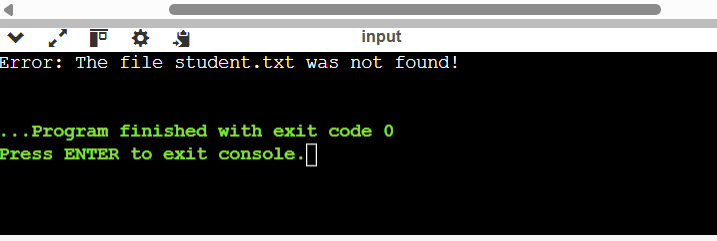 input
Error: The file student.txt was not found!
...Program finished with exit code 0
Press ENTER to exit console.